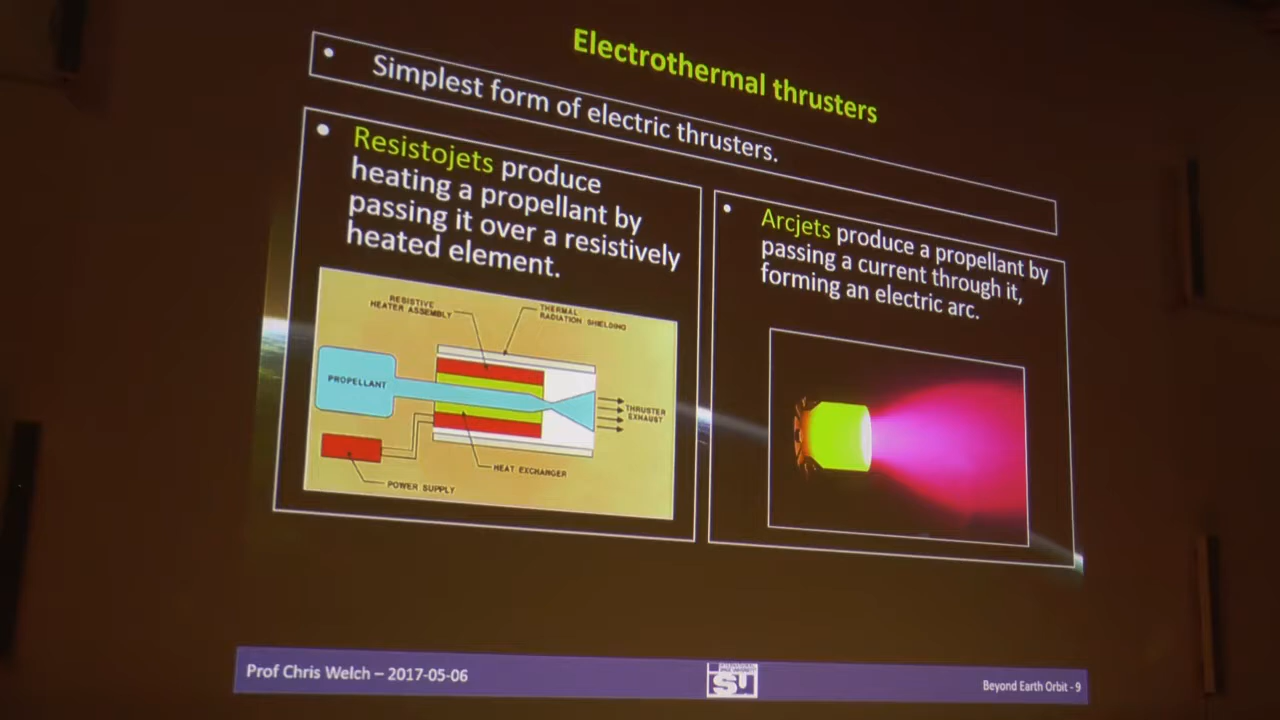 Electrothermal thrusters
• Simplest form of electric thrusters.
• Resistojets produce
heating a propellant by
passing it over a resistively
heated element.
RESISTIVE
HEATER ASSEMBLY
THERMAL
RADIATION SHIELDING
PROPELLANT
THRUSTER
EXHAUST
HEAT EXCHANGER
POWER SUPPLY
• Arcjets produce a propellant by
passing a current through it,
forming an electric arc.
Prof Chris Welch – 2017-05-06
Beyond Earth Orbit - 9